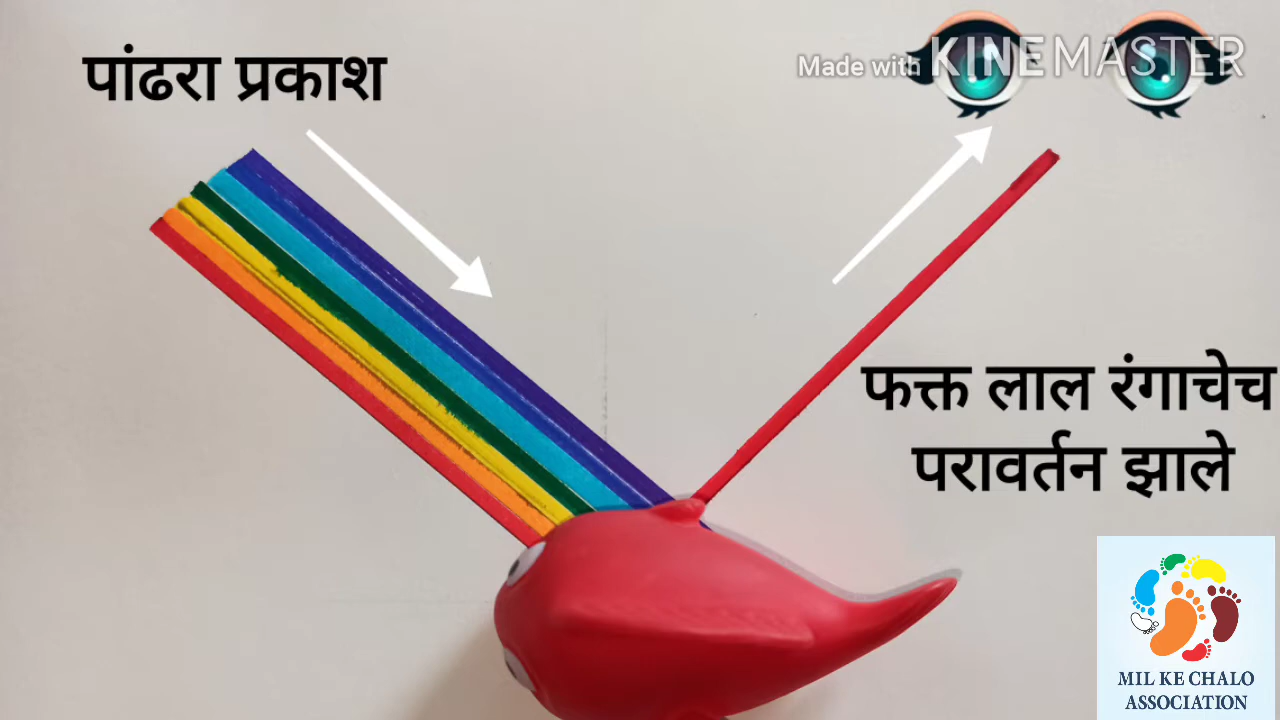 पांढरा प्रकाश
Made with KINEMASTER
फक्त लाल रंगाचेच
परावर्तन झाले
MIL KE CHALO
ASSOCIATION